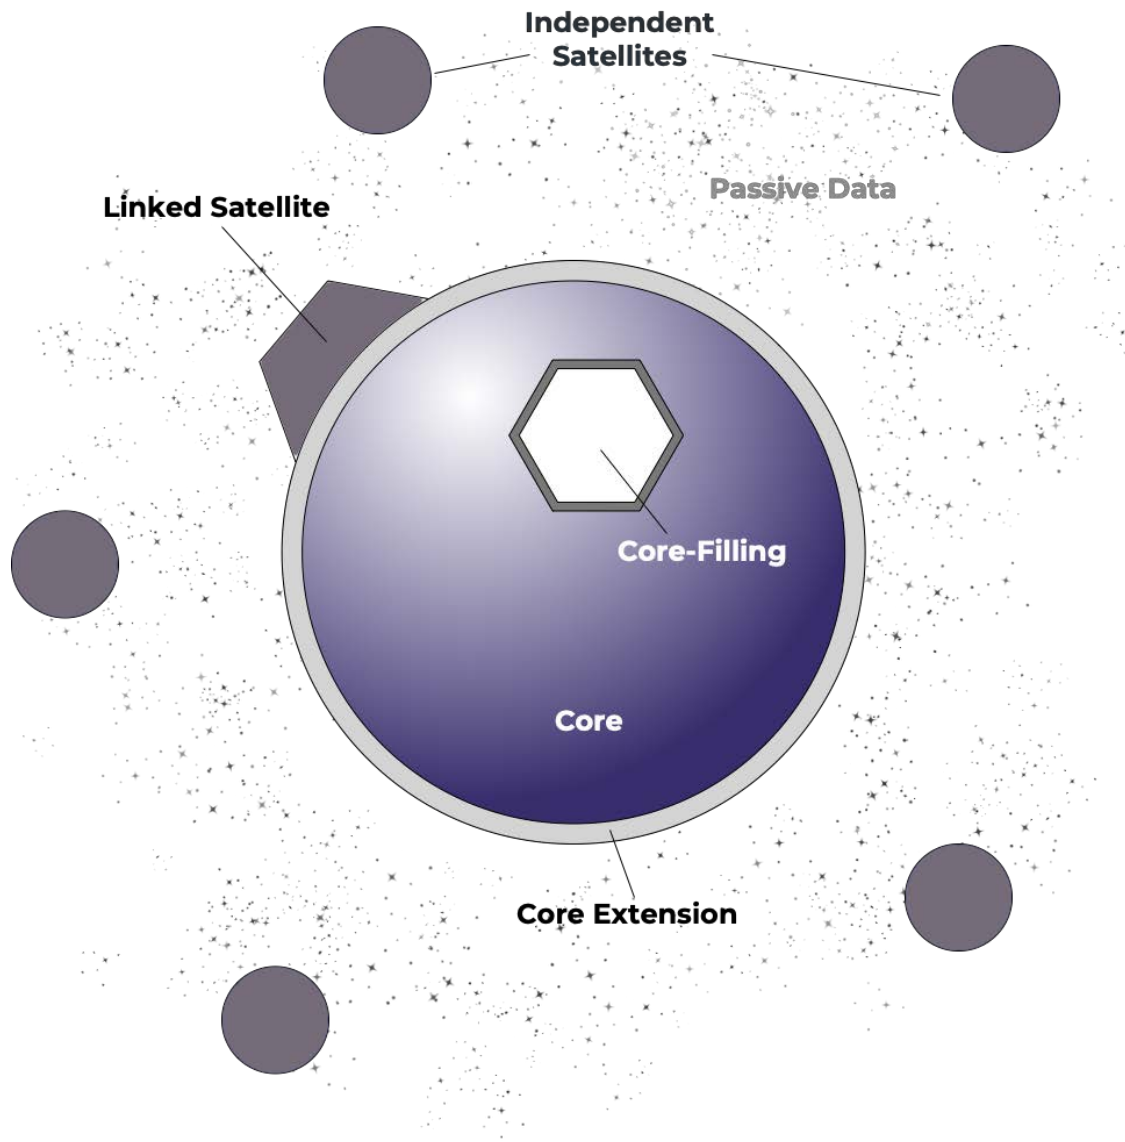 Independent
Satellites
Passive Data
Linked Satellite
Core-Filling
Core
Core Extension